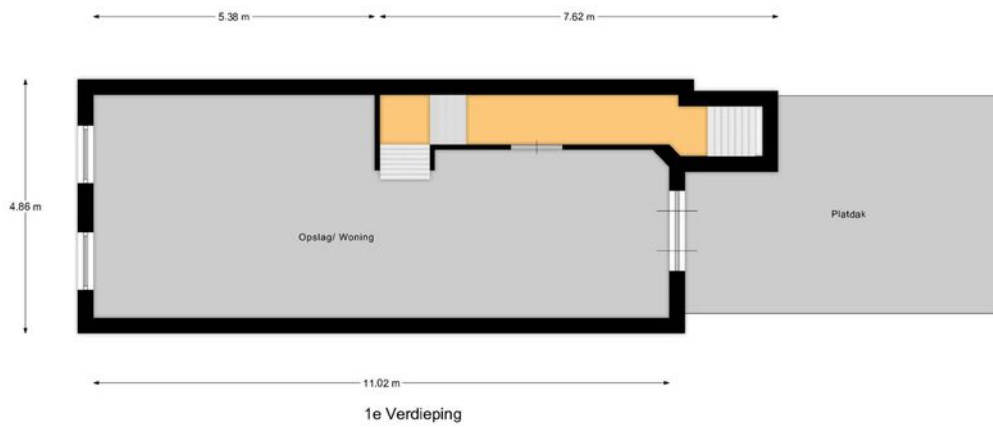 5.38 m
7.62 m
4.86 m
Opslag/ Woning
Platdak
11.02 m
1e Verdieping